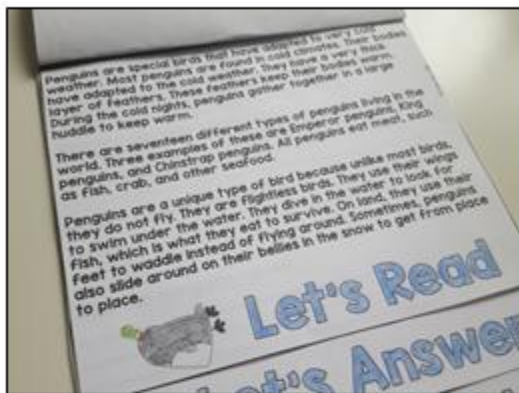 Penguins are special birds that have adapted to very cold
weather. Most penguins are found in cold climates. Their bodies
have adapted to the cold weather. They have a very thick
layer of feathers. These feathers keep their bodies warm.
During the cold nights, penguins gather together in a large
huddle to keep warm.
There are seventeen different types of penguins living in the
world. Three examples of these are Emperor penguins, King
penguins, and Chinstrap penguins. All penguins eat meat, such
as fish, crab, and other seafood.
Penguins are a unique type of bird because unlike most birds,
they do not fly. They are flightless birds. They use their wings
to swim under the water. They dive in the water to look for
fish, which is what they eat to survive. On land, they use their
feet to waddle instead of flying around. Sometimes, penguins
also slide around on their bellies in the snow to get from place
to place.
Let's Read
Let's Answer